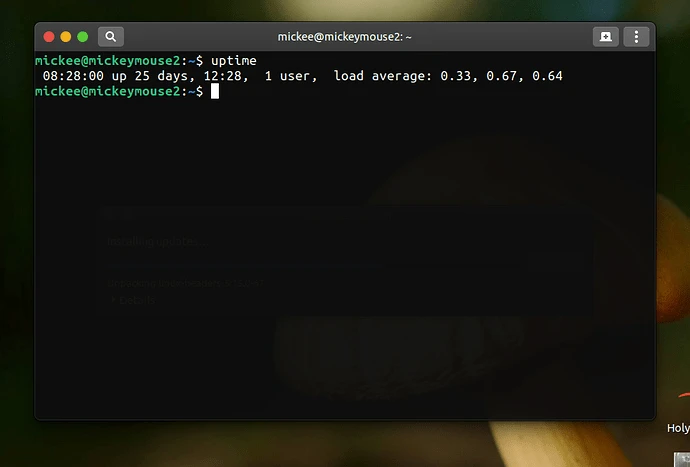 mickee@mickeymouse2: ~
mickee@mickeymouse2:~$ uptime
 08:28:00 up 25 days, 12:28,  1 user,  load average: 0.33, 0.67, 0.64
mickee@mickeymouse2:~$
Holy